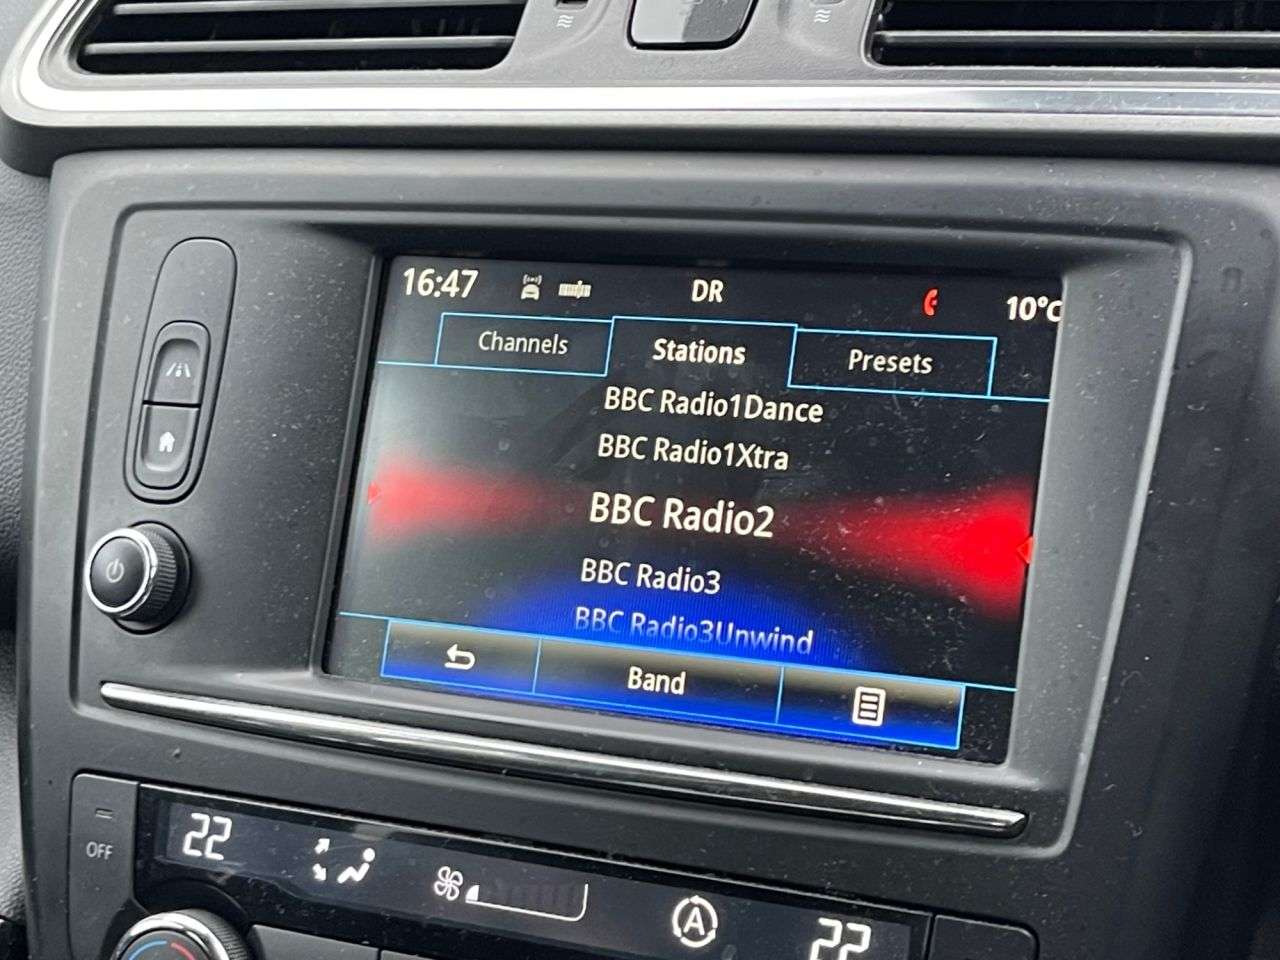 16:47 DR 10°C
Channels Stations Presets
BBC Radio1Dance
BBC Radio1Xtra
BBC Radio2
BBC Radio3
BBC Radio3Unwind
Band
OFF 22 A 22